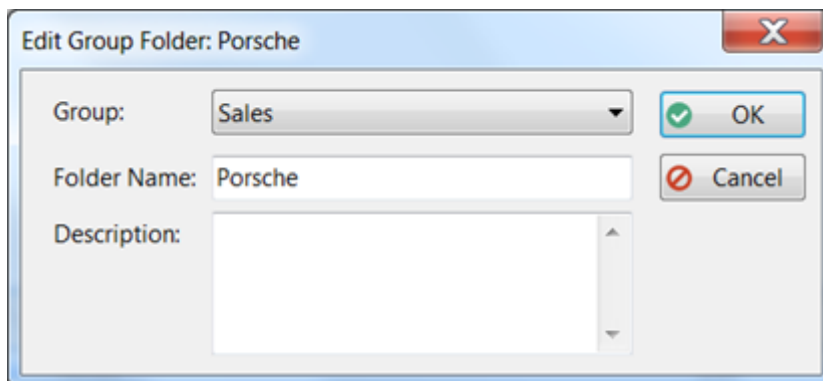 Edit Group Folder: Porsche
Group: Sales OK
Folder Name: Porsche Cancel
Description: